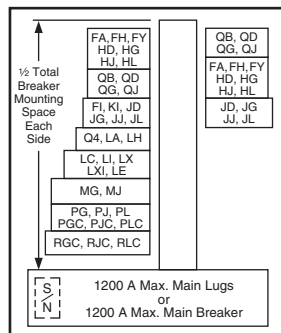 ½ Total
Breaker
Mounting
Space
Each
Side
FA, FH, FY
HD, HG
HJ, HL
QB, QD
QG, QJ
FI, KI, JD
JG, JJ, JL
Q4, LA, LH
LC, LI, LX
LXI, LE
MG, MJ
PG, PJ, PL
PGC, PJC, PLC
RGC, RJC, RLC
QB, QD
QG, QJ
FA, FH, FY
HD, HG
HJ, HL
JD, JG
JJ, JL
S/N
1200 A Max. Main Lugs
or
1200 A Max. Main Breaker